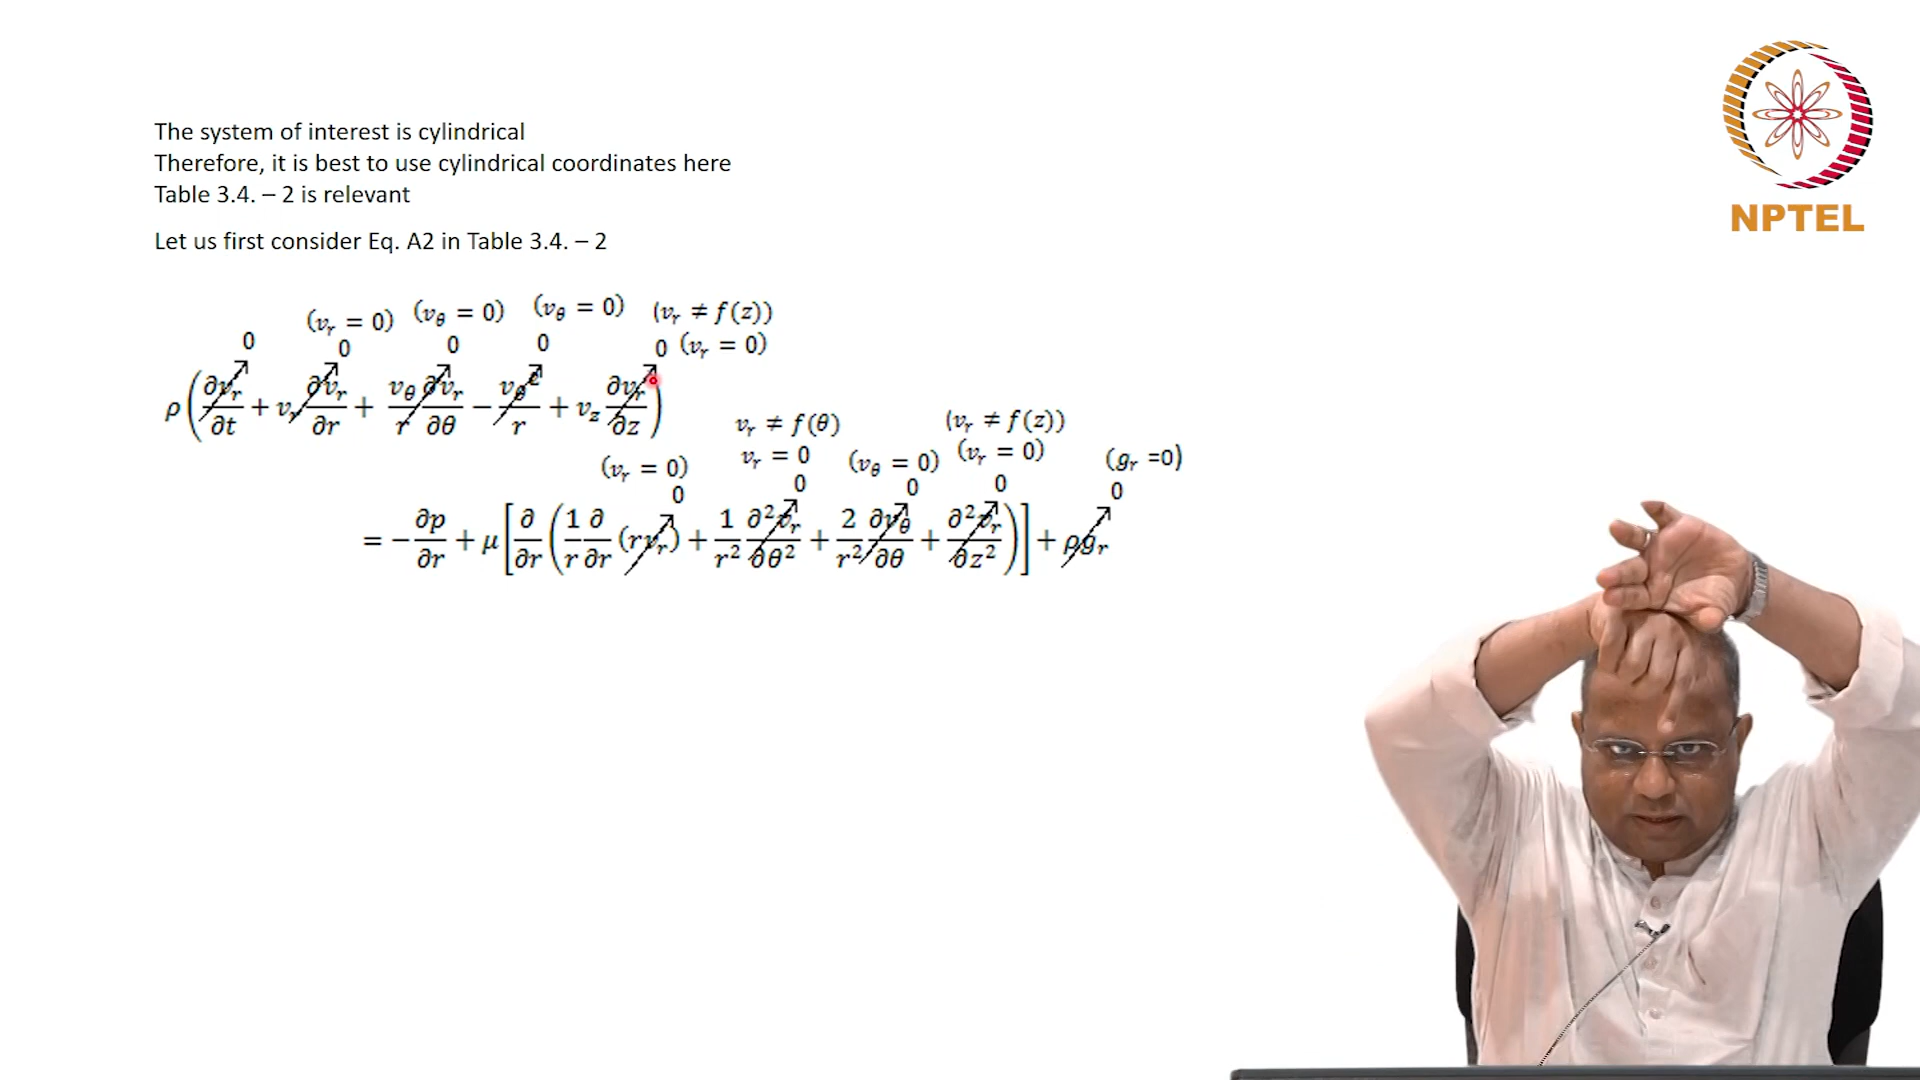 The system of interest is cylindrical
Therefore, it is best to use cylindrical coordinates here
Table 3.4. – 2 is relevant
Let us first consider Eq. A2 in Table 3.4. – 2
0 (v_r = 0) 0 (v_θ = 0) 0 (v_θ = 0) 0 (v_r ≠ f(z)) 0 (v_r = 0)
ρ(∂v_r/∂t + v_r ∂v_r/∂r + v_θ/r ∂v_r/∂θ − v_θ²/r + v_z ∂v_r/∂z)
(v_r = 0) 0 v_r ≠ f(θ) v_r = 0 0 (v_θ = 0) 0 (v_r ≠ f(z)) (v_r = 0) 0 (g_r =0) 0
= −∂p/∂r + μ[∂/∂r(1/r ∂/∂r (rv_r) + 1/r² ∂²v_r/∂θ² + 2/r² ∂v_θ/∂θ + ∂²v_r/∂z²)] + ρg_r
NPTEL